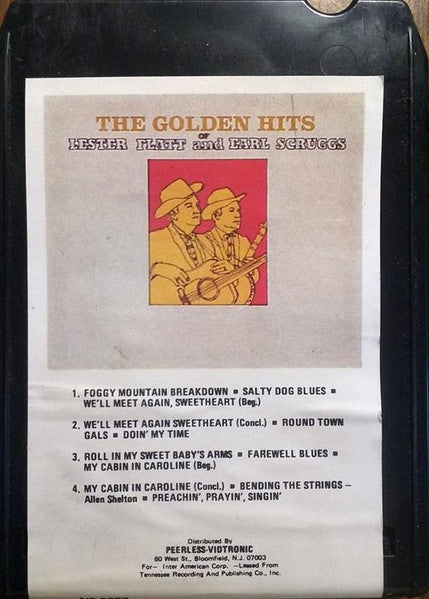 THE GOLDEN HITS
OF
LESTER FLATT and EARL SCRUGGS
1. FOGGY MOUNTAIN BREAKDOWN ■ SALTY DOG BLUES ■
WE'LL MEET AGAIN, SWEETHEART (Beg.)
2. WE'LL MEET AGAIN SWEETHEART (Concl.) ■ ROUND TOWN
GALS ■ DOIN' MY TIME
3. ROLL IN MY SWEET BABY'S ARMS ■ FAREWELL BLUES ■
MY CABIN IN CAROLINE (Beg.)
4. MY CABIN IN CAROLINE (Concl.) ■ BENDING THE STRINGS –
Allen Shelton ■ PREACHIN', PRAYIN', SINGIN'
Distributed By
PEERLESS-VIDTRONIC
60 West St., Bloomfield, N.J. 07003
For- Inter American Corp. -Leased From
Tennessee Recording And Publishing Co., Inc.